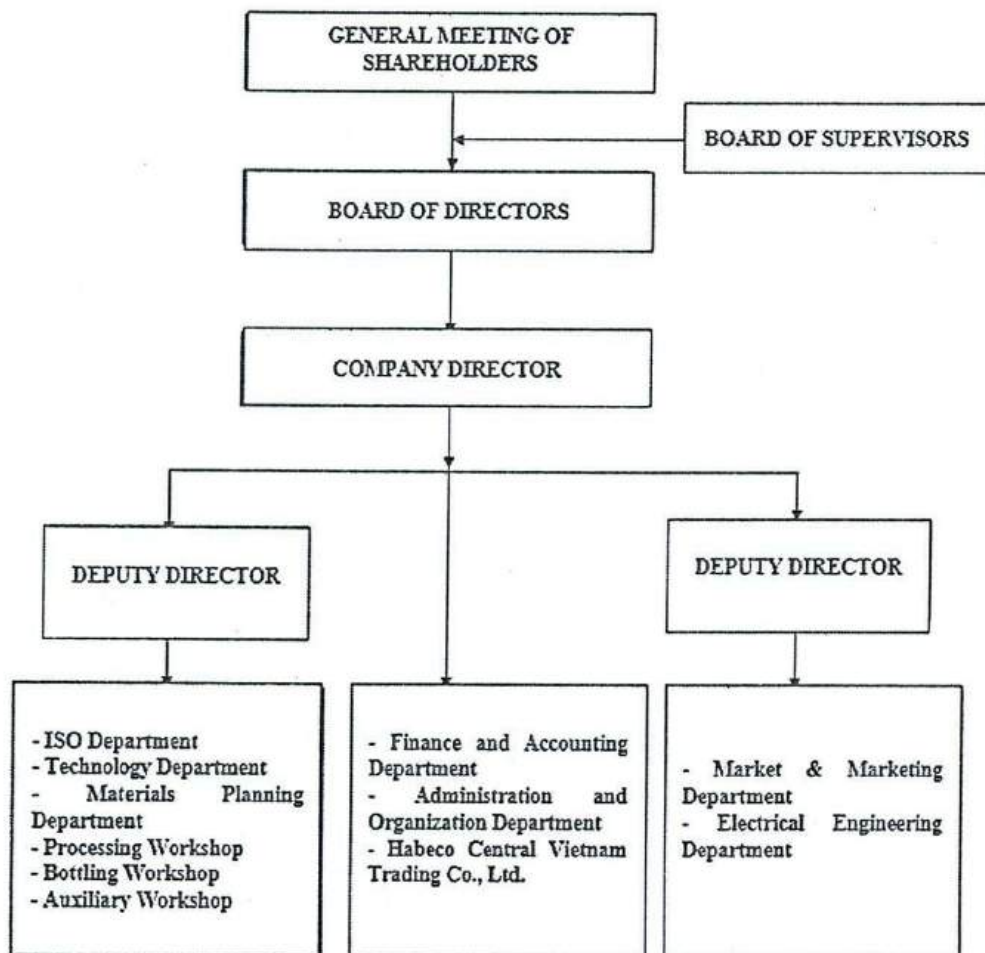 GENERAL MEETING OF
SHAREHOLDERS
BOARD OF SUPERVISORS
BOARD OF DIRECTORS
COMPANY DIRECTOR
DEPUTY DIRECTOR
DEPUTY DIRECTOR
- ISO Department
- Technology Department
- Materials Planning
Department
- Processing Workshop
- Bottling Workshop
- Auxiliary Workshop
- Finance and Accounting
Department
- Administration and
Organization Department
- Habeco Central Vietnam
Trading Co., Ltd.
- Market & Marketing
Department
- Electrical Engineering
Department